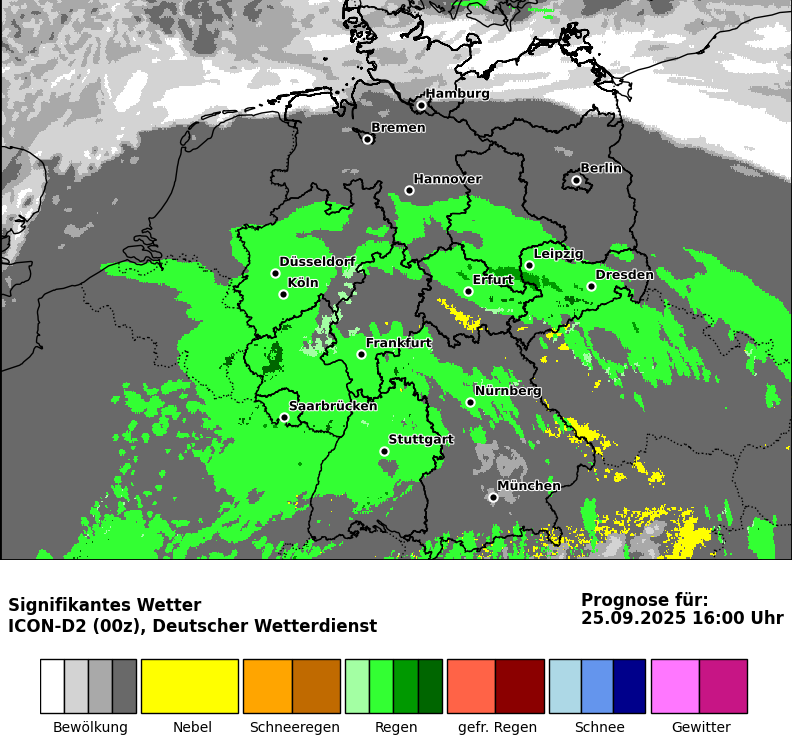 Hamburg
Bremen
Berlin
Hannover
Leipzig
Düsseldorf
Dresden
Köln
Erfurt
Frankfurt
Nürnberg
Saarbrücken
Stuttgart
München
Signifikantes Wetter
ICON-D2 (00z), Deutscher Wetterdienst
Prognose für:
25.09.2025 16:00 Uhr
Bewölkung Nebel Schneeregen Regen gefr. Regen Schnee Gewitter